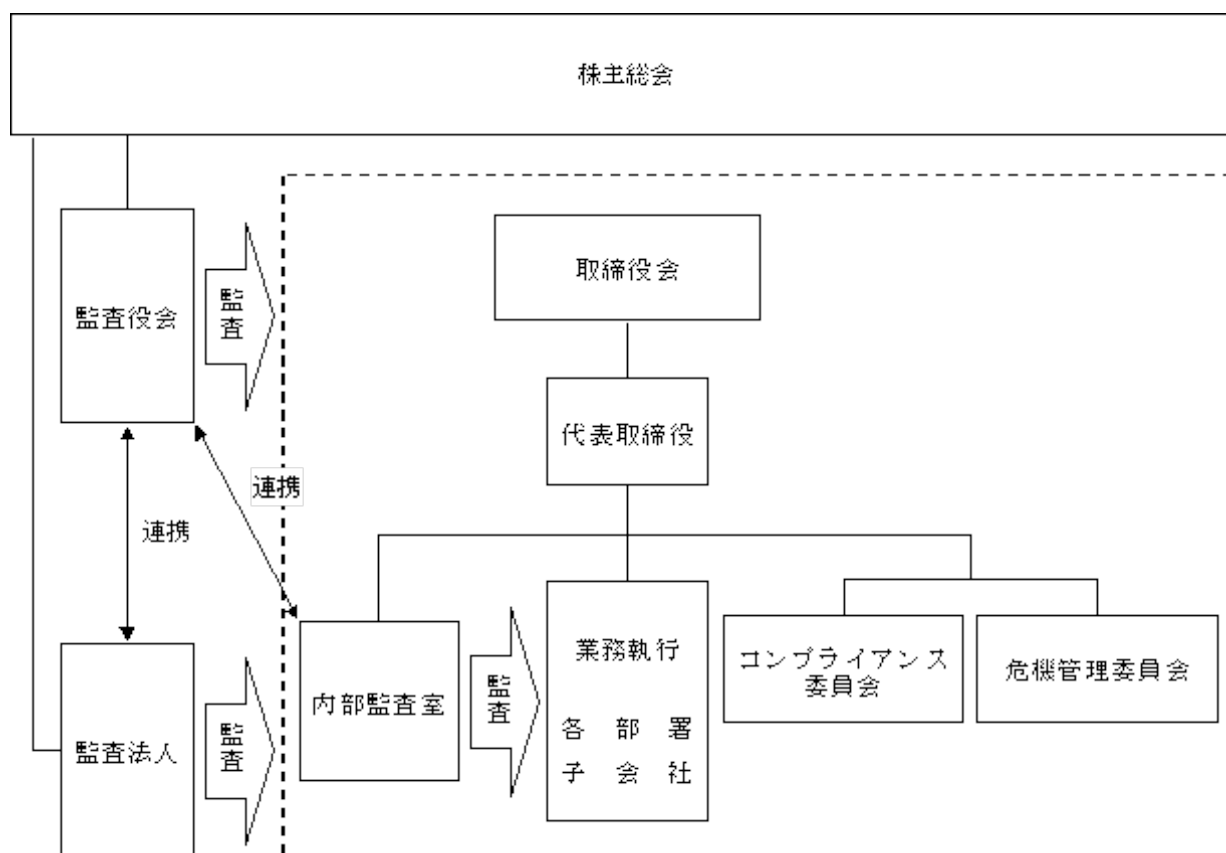 株主総会
取締役会
監査役会
監査
代表取締役
連携
連携
内部監査室
監査
業務執行
各部署
子会社
コンプライアンス
委員会
危機管理委員会
監査法人
監査